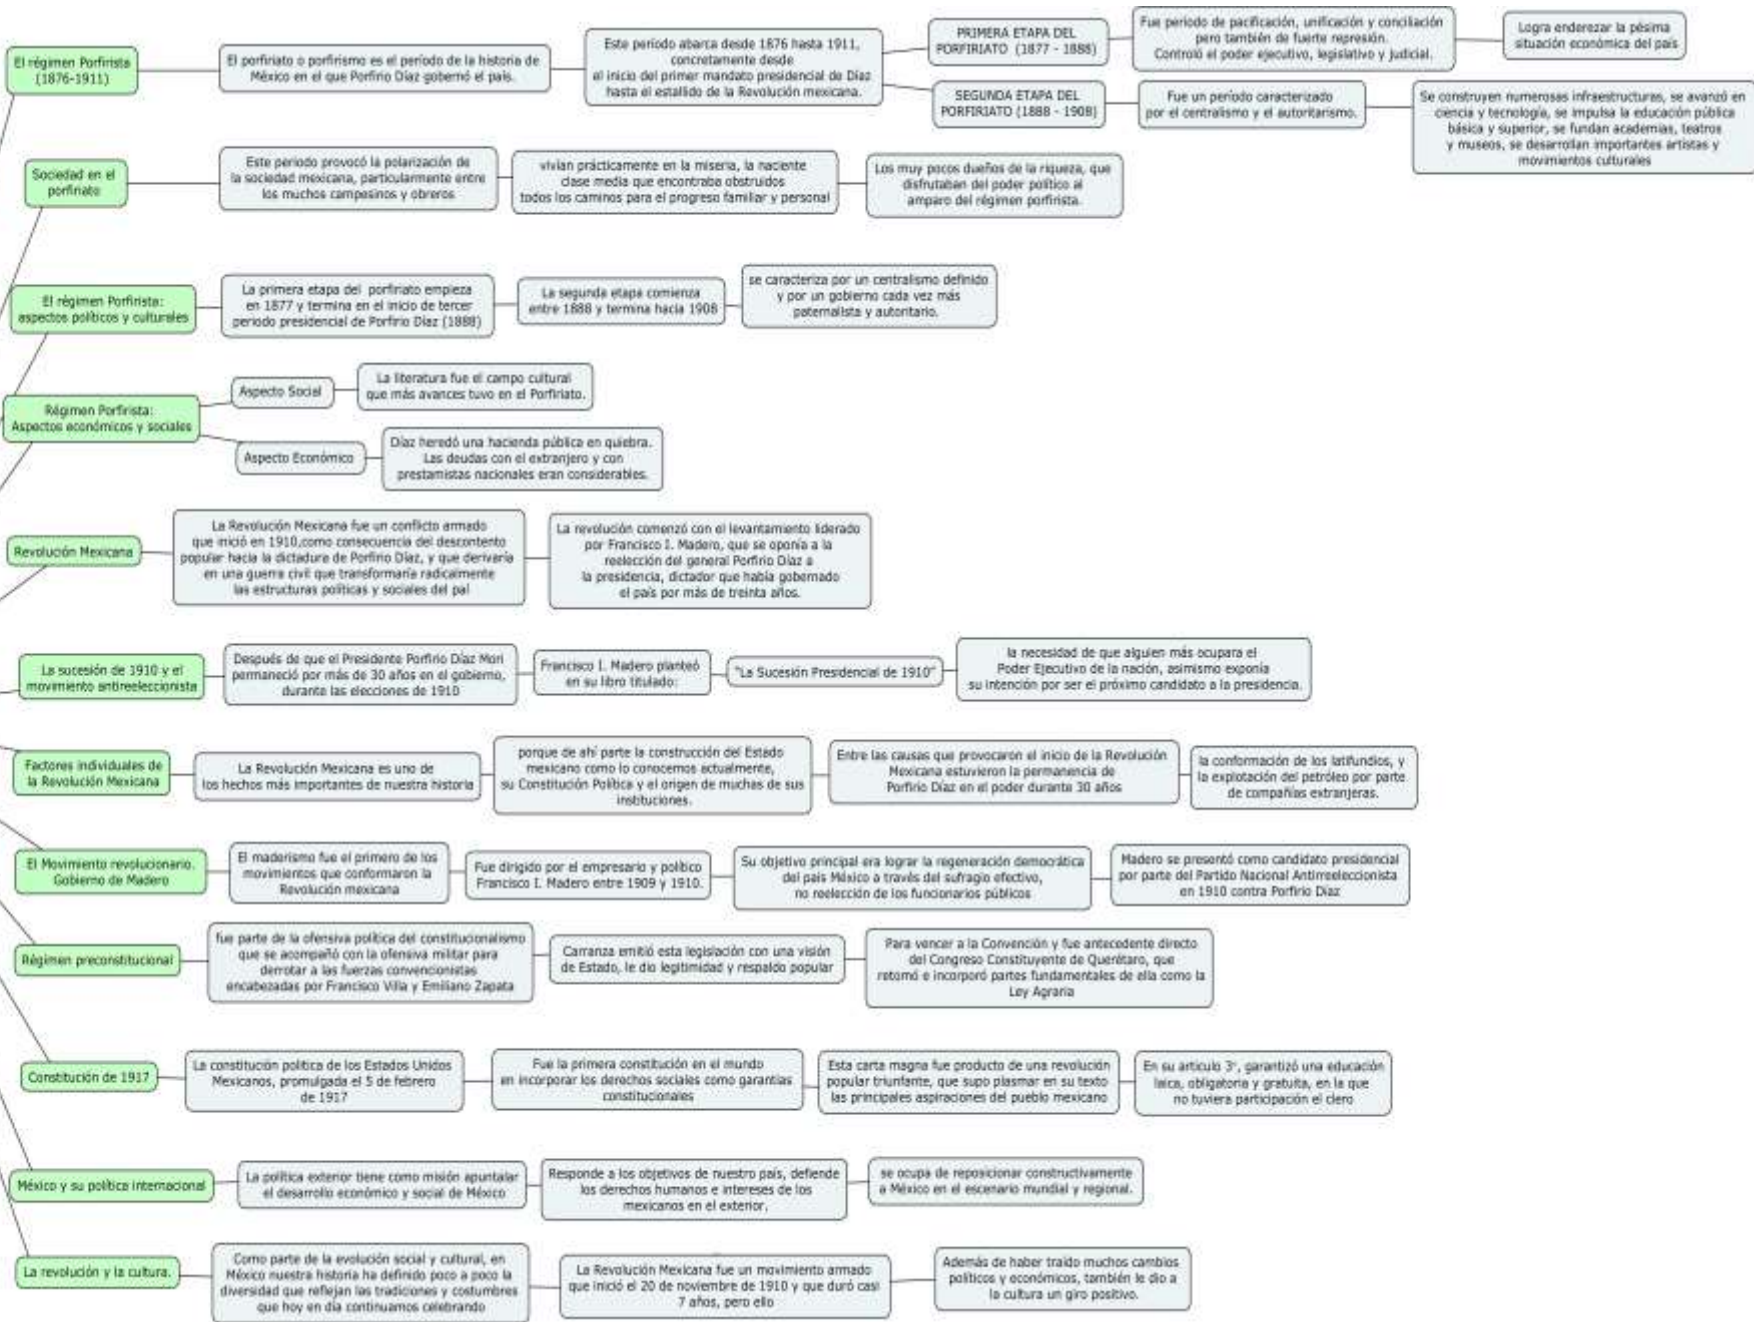 El régimen Porfirista
(1876-1911)
El porfiriato o porfirismo es el período de la historia de
México en el que Porfirio Díaz gobernó el país.
Este período abarca desde 1876 hasta 1911,
concretamente desde
el inicio del primer mandato presidencial de Díaz
hasta el estallido de la Revolución mexicana.
PRIMERA ETAPA DEL
PORFIRIATO (1877 - 1888)
Fue período de pacificación, unificación y conciliación
pero también de fuerte represión.
Controló el poder ejecutivo, legislativo y judicial.
Logra enderezar la pésima
situación económica del país
SEGUNDA ETAPA DEL
PORFIRIATO (1888 - 1908)
Fue un período caracterizado
por el centralismo y el autoritarismo.
Se construyen numerosas infraestructuras, se avanzó en
ciencia y tecnología, se impulsa la educación pública
básica y superior, se fundan academias, teatros
y museos, se desarrollan importantes artistas y
movimientos culturales
Sociedad en el
porfiriato
Este periodo provocó la polarización de
la sociedad mexicana, particularmente entre
los muchos campesinos y obreros
vivían prácticamente en la miseria, la naciente
clase media que encontraba obstruidos
todos los caminos para el progreso familiar y personal
Los muy pocos dueños de la riqueza, que
disfrutaban del poder político al
amparo del régimen porfirista.
El régimen Porfirista:
aspectos políticos y culturales
La primera etapa del porfiriato empieza
en 1877 y termina en el inicio de tercer
periodo presidencial de Porfirio Díaz (1888)
La segunda etapa comienza
entre 1888 y termina hacia 1908
se caracteriza por un centralismo definido
y por un gobierno cada vez más
paternalista y autoritario.
Régimen Porfirista:
Aspectos económicos y sociales
Aspecto Social
La literatura fue el campo cultural
que más avances tuvo en el Porfiriato.
Aspecto Económico
Díaz heredó una hacienda pública en quiebra.
Las deudas con el extranjero y con
prestamistas nacionales eran considerables.
Revolución Mexicana
La Revolución Mexicana fue un conflicto armado
que inició en 1910,como consecuencia del descontento
popular hacia la dictadura de Porfirio Díaz, y que derivaría
en una guerra civil que transformaría radicalmente
las estructuras políticas y sociales del paí
La revolución comenzó con el levantamiento liderado
por Francisco I. Madero, que se oponía a la
reelección del general Porfirio Díaz a
la presidencia, dictador que había gobernado
el país por más de treinta años.
La sucesión de 1910 y el
movimiento antireeleccionista
Después de que el Presidente Porfirio Díaz Mori
permaneció por más de 30 años en el gobierno,
durante las elecciones de 1910
Francisco I. Madero planteó
en su libro titulado:
"La Sucesión Presidencial de 1910"
la necesidad de que alguien más ocupara el
Poder Ejecutivo de la nación, asimismo exponía
su intención por ser el próximo candidato a la presidencia.
Factores individuales de
la Revolución Mexicana
La Revolución Mexicana es uno de
los hechos más importantes de nuestra historia
porque de ahí parte la construcción del Estado
mexicano como lo conocemos actualmente,
su Constitución Política y el origen de muchas de sus
instituciones.
Entre las causas que provocaron el inicio de la Revolución
Mexicana estuvieron la permanencia de
Porfirio Díaz en el poder durante 30 años
la conformación de los latifundios, y
la explotación del petróleo por parte
de compañías extranjeras.
El Movimiento revolucionario.
Gobierno de Madero
El maderismo fue el primero de los
movimientos que conformaron la
Revolución mexicana
Fue dirigido por el empresario y político
Francisco I. Madero entre 1909 y 1910.
Su objetivo principal era lograr la regeneración democrática
del país México a través del sufragio efectivo,
no reelección de los funcionarios públicos
Madero se presentó como candidato presidencial
por parte del Partido Nacional Antirreeleccionista
en 1910 contra Porfirio Díaz
Régimen preconstitucional
fue parte de la ofensiva política del constitucionalismo
que se acompañó con la ofensiva militar para
derrotar a las fuerzas convencionistas
encabezadas por Francisco Villa y Emiliano Zapata
Carranza emitió esta legislación con una visión
de Estado, le dio legitimidad y respaldo popular
Para vencer a la Convención y fue antecedente directo
del Congreso Constituyente de Querétaro, que
retomó e incorporó partes fundamentales de ella como la
Ley Agraria
Constitución de 1917
La constitución política de los Estados Unidos
Mexicanos, promulgada el 5 de febrero
de 1917
Fue la primera constitución en el mundo
en incorporar los derechos sociales como garantías
constitucionales
Esta carta magna fue producto de una revolución
popular triunfante, que supo plasmar en su texto
las principales aspiraciones del pueblo mexicano
En su artículo 3°, garantizó una educación
laica, obligatoria y gratuita, en la que
no tuviera participación el clero
México y su política internacional
La política exterior tiene como misión apuntalar
el desarrollo económico y social de México
Responde a los objetivos de nuestro país, defiende
los derechos humanos e intereses de los
mexicanos en el exterior.
se ocupa de reposicionar constructivamente
a México en el escenario mundial y regional.
La revolución y la cultura.
Como parte de la evolución social y cultural, en
México nuestra historia ha definido poco a poco la
diversidad que reflejan las tradiciones y costumbres
que hoy en día continuamos celebrando
La Revolución Mexicana fue un movimiento armado
que inició el 20 de noviembre de 1910 y que duró casi
7 años, pero ello
Además de haber traído muchos cambios
políticos y económicos, también le dio a
la cultura un giro positivo.